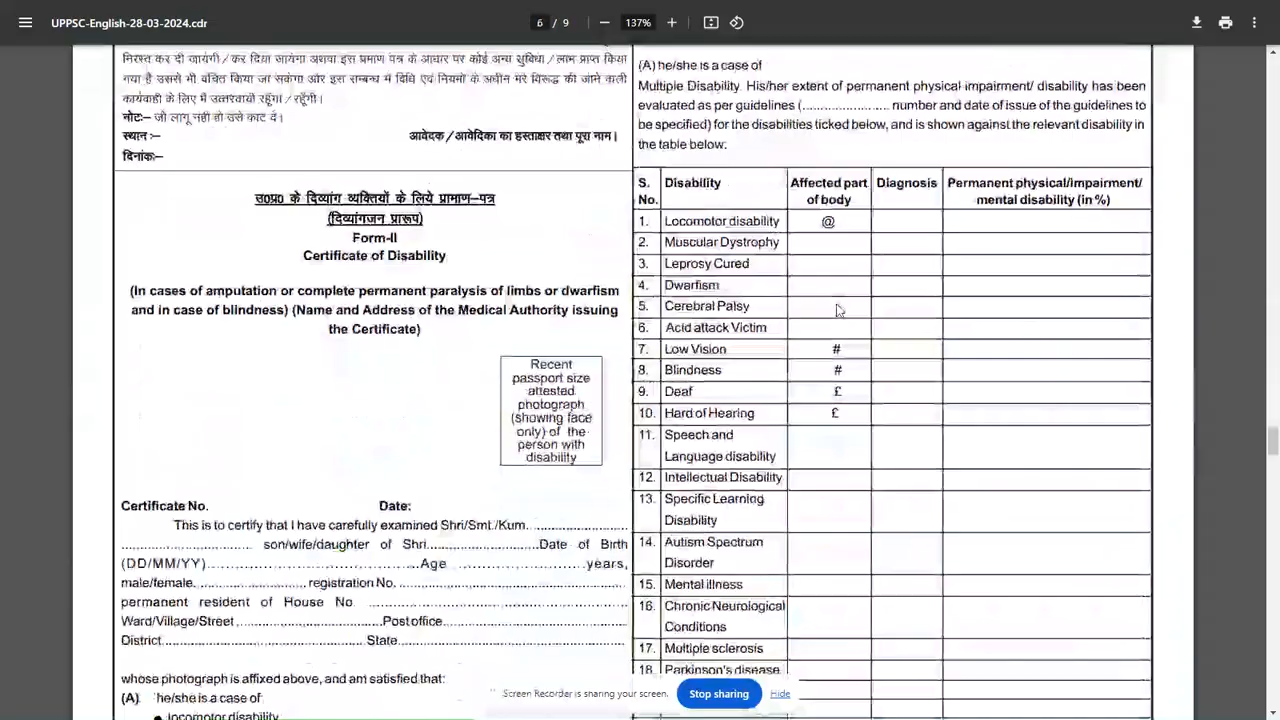 UPPSC-English-28-03-2024.cdr
6 / 9
137%
निरस्त कर दी जायेगी/कर दिया जायेगा अथवा इस प्रमाण पत्र के आधार पर कोई अन्य सुविधा/लाभ प्राप्त किया
गया है उससे भी वंचित किया जा सकेगा और इस सम्बन्ध में विधि एवं नियमों के अधीन मेरे विरूद्ध की जाने वाली
कार्यवाही के लिए मैं उत्तरदायी रहूँगा/रहूँगी।
नोटः- जो लागू नहीं हो उसे काट दें।
स्थान :-
आवेदक/आवेदिका का हस्ताक्षर तथा पूरा नाम।
दिनांकः-
उ0प्र0 के दिव्यांग व्यक्तियों के लिये प्रामाण-पत्र
(दिव्यांगजन प्रारूप)
Form-II
Certificate of Disability
(In cases of amputation or complete permanent paralysis of limbs or dwarfism
and in case of blindness) (Name and Address of the Medical Authority issuing
the Certificate)
Recent
passport size
attested
photograph
(showing face
only) of the
person with
disability
Certificate No. Date:
This is to certify that I have carefully examined Shri/Smt./Kum.........................
................................ son/wife/daughter of Shri.........................Date of Birth
(DD/MM/YY)........................................Age ................................years,
male/female.......................... registration No. .....................................................
permanent resident of House No. ............................................................
Ward/Village/Street .....................................Post office...........................................
District..............................................State.........................................................
whose photograph is affixed above, and am satisfied that:
(A) he/she is a case of
● locomotor disability
(A) he/she is a case of
Multiple Disability. His/her extent of permanent physical impairment/ disability has been
evaluated as per guidelines (...................... number and date of issue of the guidelines to
be specified) for the disabilities ticked below, and is shown against the relevant disability in
the table below:
S. No. Disability Affected part of body Diagnosis Permanent physical/impairment/ mental disability (in %)
1. Locomotor disability @
2. Muscular Dystrophy
3. Leprosy Cured
4. Dwarfism
5. Cerebral Palsy
6. Acid attack Victim
7. Low Vision #
8. Blindness #
9. Deaf £
10. Hard of Hearing £
11. Speech and
Language disability
12. Intellectual Disability
13. Specific Learning
Disability
14. Autism Spectrum
Disorder
15. Mental illness
16. Chronic Neurological
Conditions
17. Multiple sclerosis
18. Parkinson's disease
Screen Recorder is sharing your screen.
Stop sharing
Hide